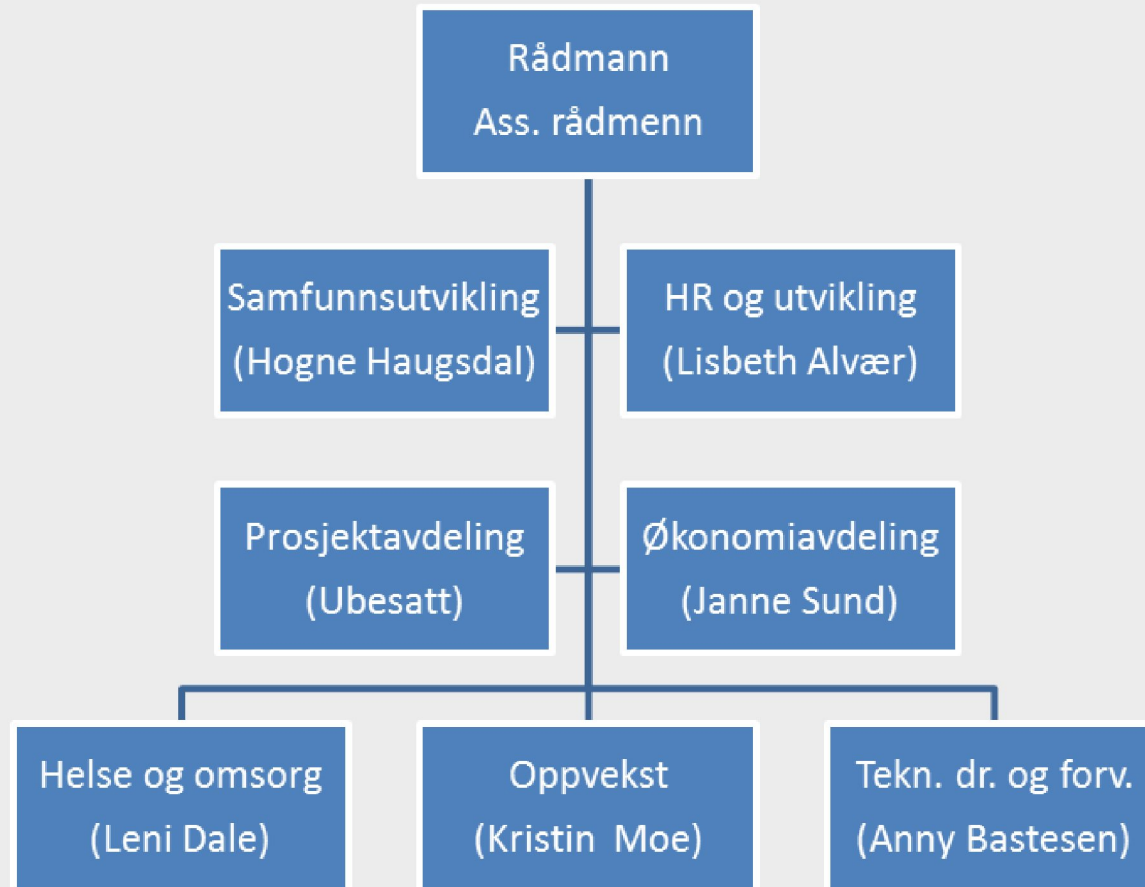 Rådmann
Ass. rådmenn
Samfunnsutvikling
(Hogne Haugsdal)
HR og utvikling
(Lisbeth Alvær)
Prosjektavdeling
(Ubesatt)
Økonomiavdeling
(Janne Sund)
Helse og omsorg
(Leni Dale)
Oppvekst
(Kristin Moe)
Tekn. dr. og forv.
(Anny Bastesen)